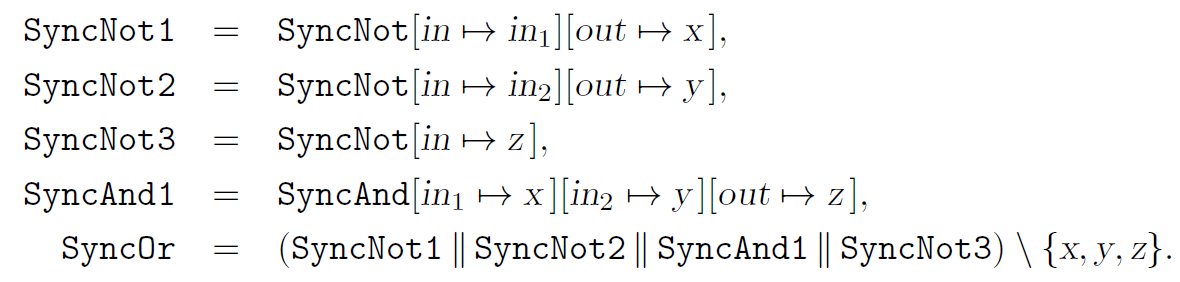 SyncNot1 = SyncNot[in ↦ in₁][out ↦ x],
SyncNot2 = SyncNot[in ↦ in₂][out ↦ y],
SyncNot3 = SyncNot[in ↦ z],
SyncAnd1 = SyncAnd[in₁ ↦ x][in₂ ↦ y][out ↦ z],
SyncOr = (SyncNot1 ∥ SyncNot2 ∥ SyncAnd1 ∥ SyncNot3) \ {x, y, z}.